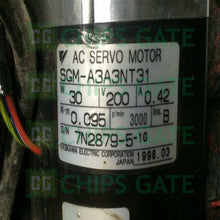 AC SERVO MOTOR
SGM-A3A3NT31
W 30 V 200 A 0.42
N·m 0.095 r/min 3000 Ins. B
S/N 7N2879-5-10
YASKAWA ELECTRIC CORPORATION
JAPAN 1998.03
CHIPS GATE